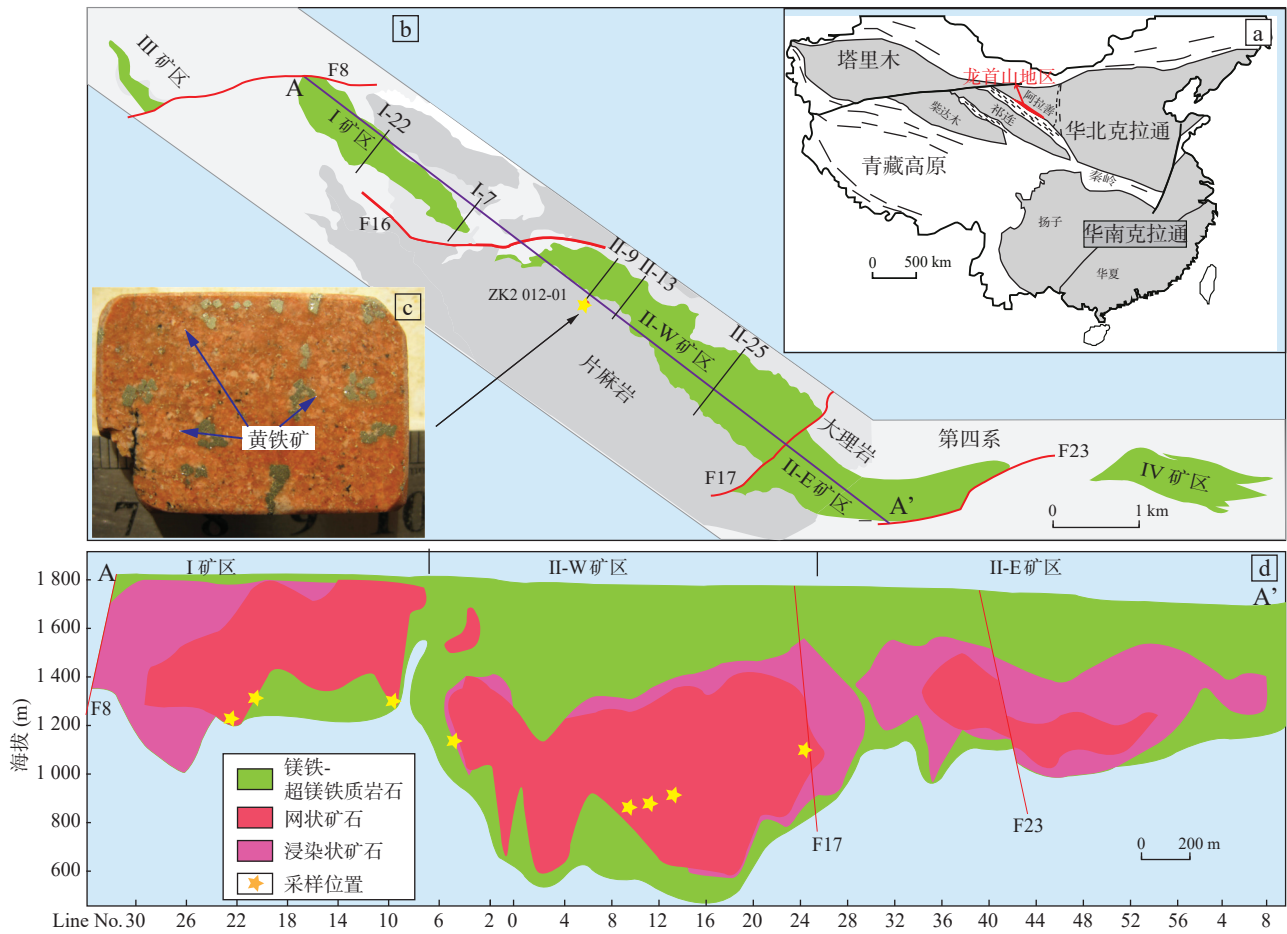 b
III 矿区
F8
A
I-22
I 矿区
I-7
F16
II-9
II-13
ZK2 012-01
II-W矿区
II-25
片麻岩
大理岩
第四系
F17
II-E矿区
A’
F23
IV 矿区
0 1 km
a
塔里木
龙首山地区
阿拉善
柴达木
祁连
华北克拉通
青藏高原
秦岭
扬子
华南克拉通
华夏
0 500 km
c
黄铁矿
7 8 9 10
d
I 矿区
II-W矿区
II-E矿区
A
A’
海拔 (m)
1 800
1 600
1 400
1 200
1 000
800
600
F8
F17
F23
镁铁-
超镁铁质岩石
网状矿石
浸染状矿石
采样位置
0 200 m
Line No. 30 26 22 18 14 10 6 2 0 4 8 12 16 20 24 28 32 36 40 44 48 52 56 4 8